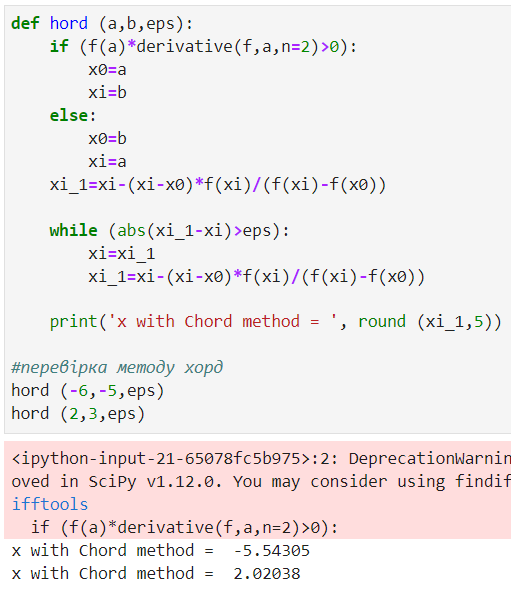 def hord (a,b,eps):
    if (f(a)*derivative(f,a,n=2)>0):
        x0=a
        xi=b
    else:
        x0=b
        xi=a
    xi_1=xi-(xi-x0)*f(xi)/(f(xi)-f(x0))
    while (abs(xi_1-xi)>eps):
        xi=xi_1
        xi_1=xi-(xi-x0)*f(xi)/(f(xi)-f(x0))
    print('x with Chord method = ', round (xi_1,5))
#перевірка методу хорд
hord (-6,-5,eps)
hord (2,3,eps)
<ipython-input-21-65078fc5b975>:2: DeprecationWarnin
oved in SciPy v1.12.0. You may consider using findif
ifftools
  if (f(a)*derivative(f,a,n=2)>0):
x with Chord method =  -5.54305
x with Chord method =  2.02038